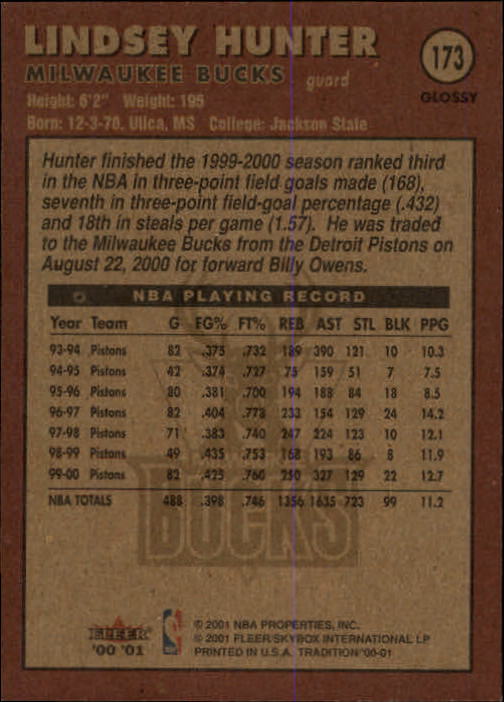 LINDSEY HUNTER
173
MILWAUKEE BUCKS guard
GLOSSY
Height: 6'2" Weight: 195
Born: 12-3-70, Utica, MS College: Jackson State
Hunter finished the 1999-2000 season ranked third
in the NBA in three-point field goals made (168),
seventh in three-point field-goal percentage (.432)
and 18th in steals per game (1.57). He was traded
to the Milwaukee Bucks from the Detroit Pistons on
August 22, 2000 for forward Billy Owens.
NBA PLAYING RECORD
Year Team G FG% FT% REB AST STL BLK PPG
93-94 Pistons 82 .375 .732 189 390 121 10 10.3
94-95 Pistons 42 .374 .727 75 159 51 7 7.5
95-96 Pistons 80 .381 .700 194 188 84 18 8.5
96-97 Pistons 82 .404 .778 233 154 129 24 14.2
97-98 Pistons 71 .383 .740 247 224 123 10 12.1
98-99 Pistons 49 .435 .753 168 193 86 8 11.9
99-00 Pistons 82 .425 .760 250 327 129 22 12.7
NBA TOTALS 488 .398 .746 1356 1635 723 99 11.2
BUCKS
FLEER
'00 '01
© 2001 NBA PROPERTIES, INC.
© 2001 FLEER/SKYBOX INTERNATIONAL LP
PRINTED IN U.S.A. TRADITION '00-01